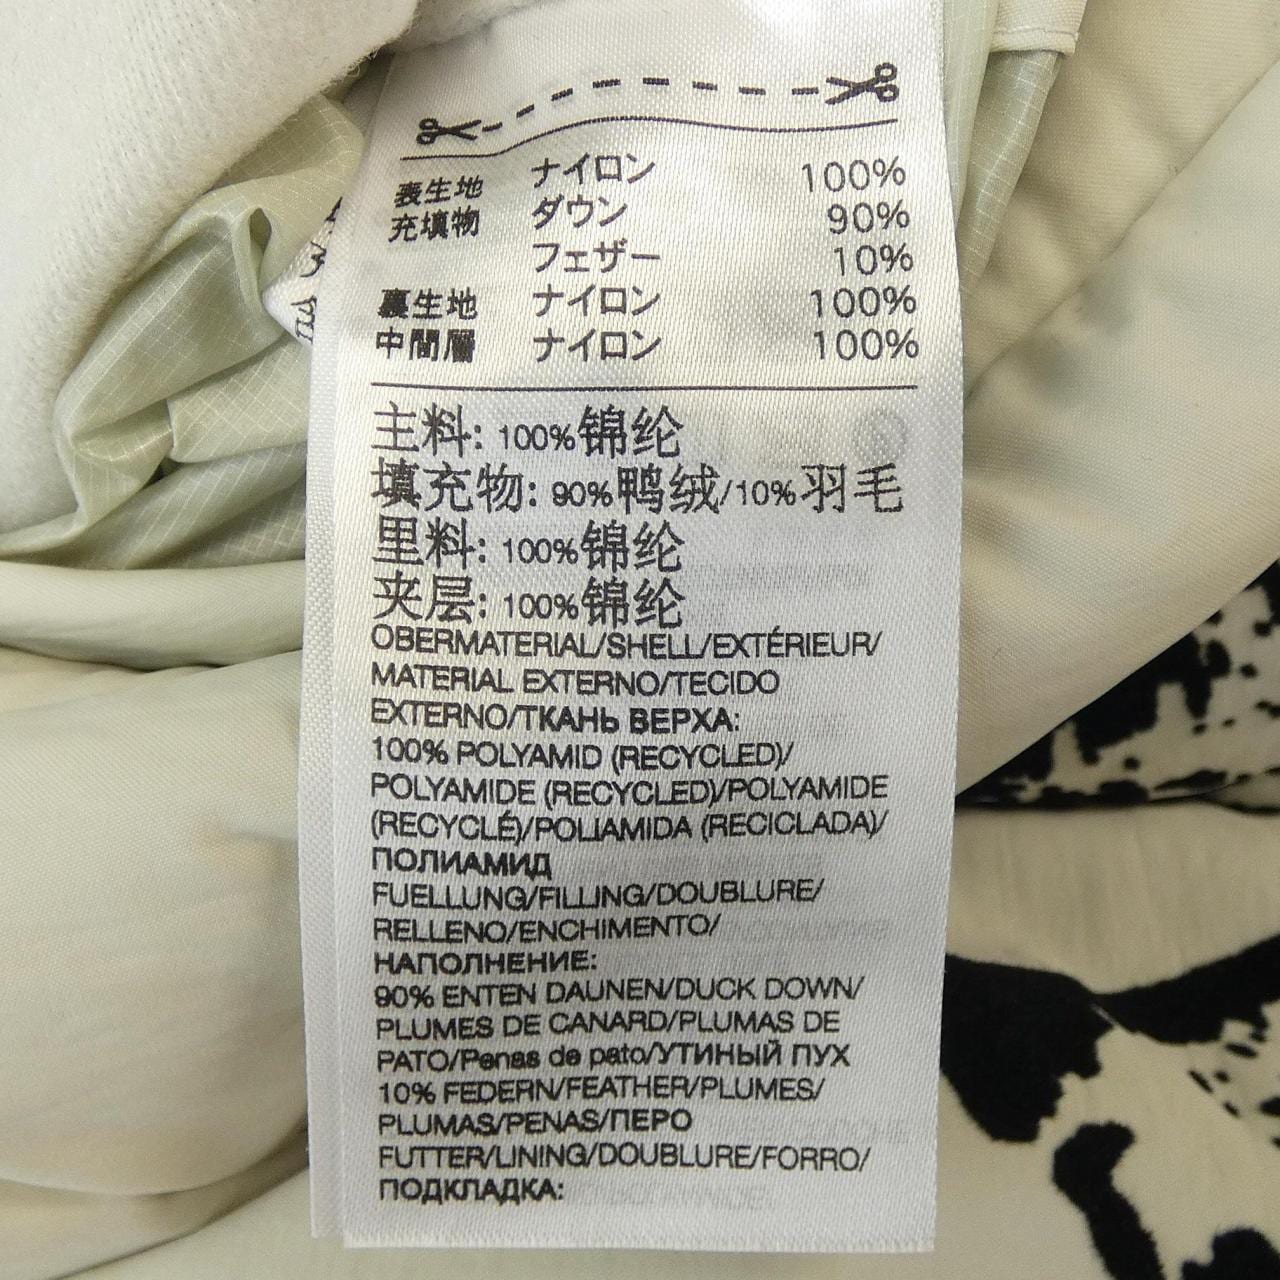 表生地 ナイロン 100%
充填物 ダウン 90%
フェザー 10%
裏生地 ナイロン 100%
中間層 ナイロン 100%
主料: 100%锦纶
填充物: 90%鸭绒/10%羽毛
里料: 100%锦纶
夹层: 100%锦纶
OBERMATERIAL/SHELL/EXTÉRIEUR/
MATERIAL EXTERNO/TECIDO
EXTERNO/ТКАНЬ ВЕРХА:
100% POLYAMID (RECYCLED)/
POLYAMIDE (RECYCLED)/POLYAMIDE
(RECYCLÉ)/POLIAMIDA (RECICLADA)/
ПОЛИАМИД
FUELLUNG/FILLING/DOUBLURE/
RELLENO/ENCHIMENTO/
НАПОЛНЕНИЕ:
90% ENTEN DAUNEN/DUCK DOWN/
PLUMES DE CANARD/PLUMAS DE
PATO/Penas de pato/УТИНЫЙ ПУХ
10% FEDERN/FEATHER/PLUMES/
PLUMAS/PENAS/ПЕРО
FUTTER/LINING/DOUBLURE/FORRO/
ПОДКЛАДКА: